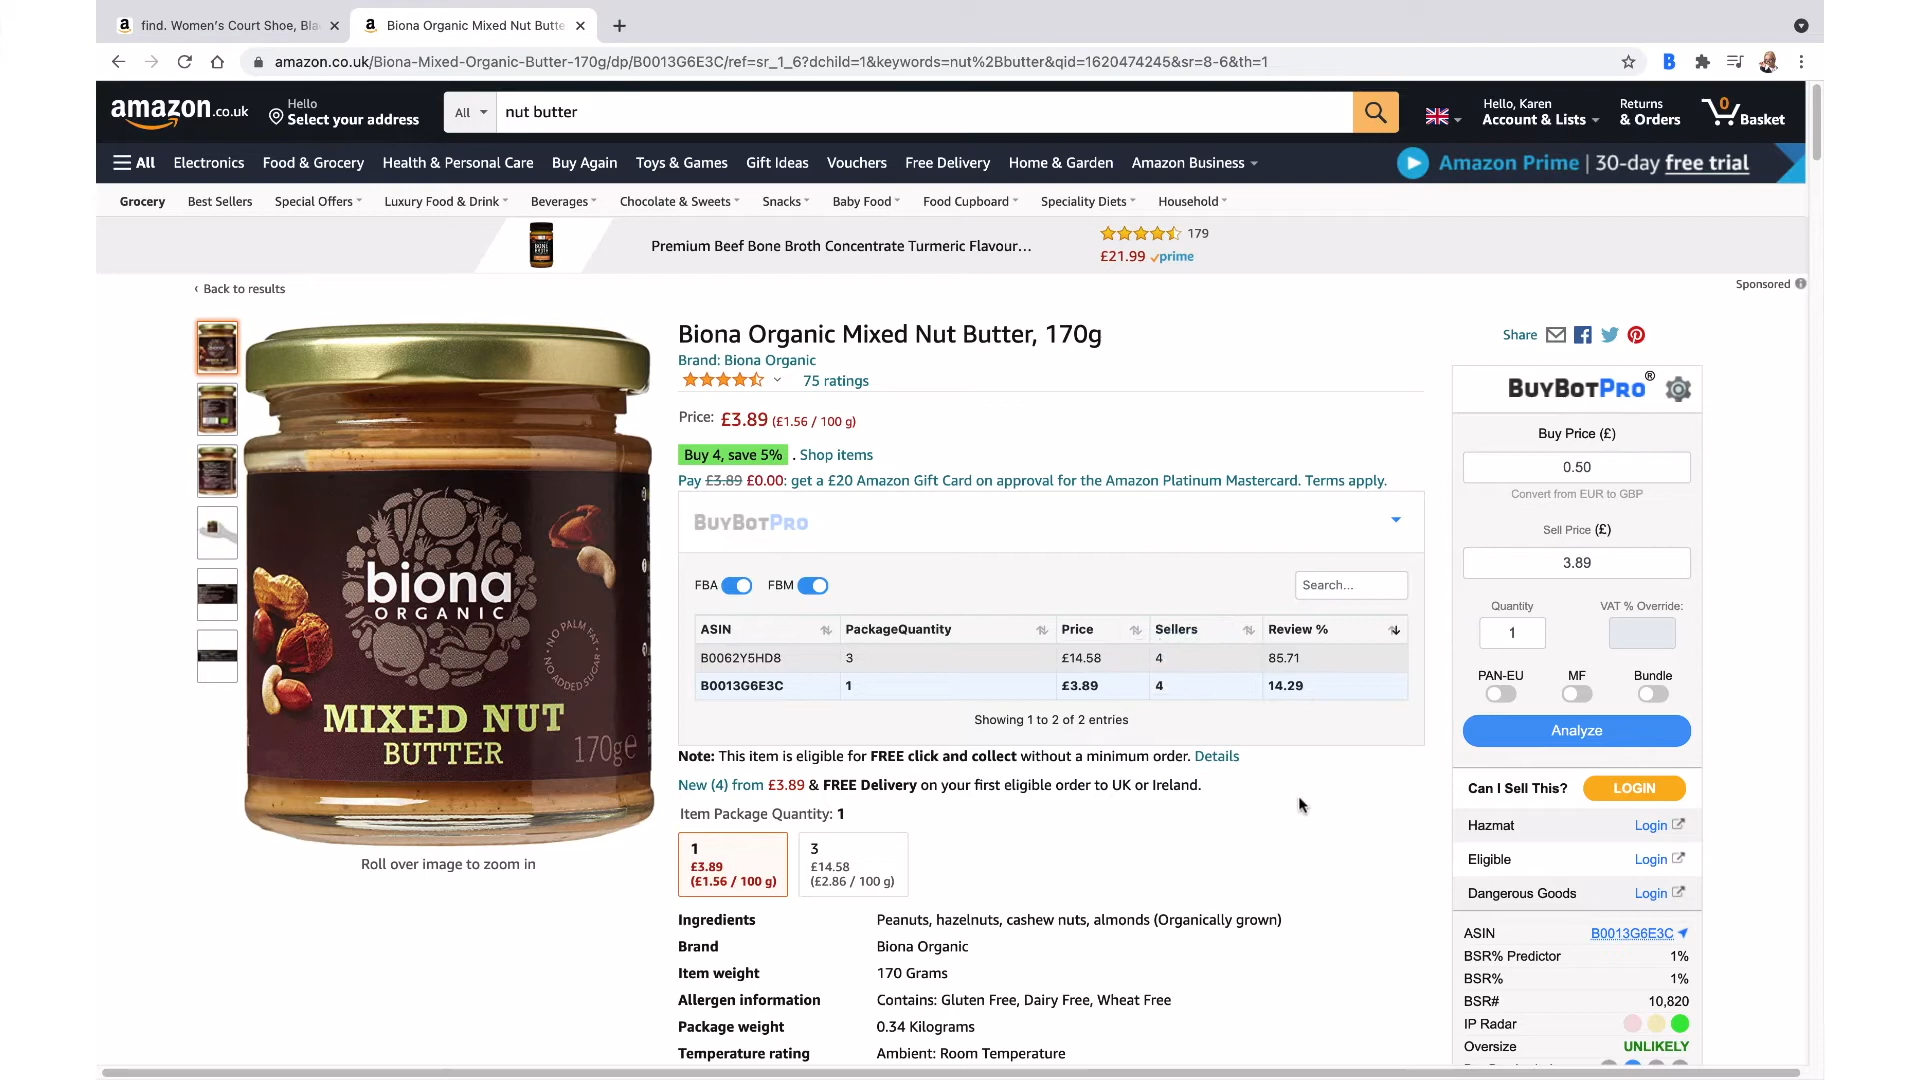 find. Women's Court Shoe, Bla
Biona Organic Mixed Nut Butte
amazon.co.uk/Biona-Mixed-Organic-Butter-170g/dp/B0013G6E3C/ref=sr_1_6?dchild=1&keywords=nut%2Bbutter&qid=1620474245&sr=8-6&th=1
B
amazon.co.uk
Hello
Select your address
All
nut butter
Hello, Karen
Account & Lists
Returns
& Orders
0
Basket
All Electronics Food & Grocery Health & Personal Care Buy Again Toys & Games Gift Ideas Vouchers Free Delivery Home & Garden Amazon Business
Amazon Prime | 30-day free trial
Grocery Best Sellers Special Offers Luxury Food & Drink Beverages Chocolate & Sweets Snacks Baby Food Food Cupboard Speciality Diets Household
BONE
Premium Beef Bone Broth Concentrate Turmeric Flavour...
179
£21.99 prime
Sponsored
‹ Back to results
biona
ORGANIC
NO PALM FAT
NO ADDED SUGAR
MIXED NUT
BUTTER
170g e
Roll over image to zoom in
Biona Organic Mixed Nut Butter, 170g
Brand: Biona Organic
75 ratings
Price: £3.89 (£1.56 / 100 g)
Buy 4, save 5% . Shop items
Pay £3.89 £0.00: get a £20 Amazon Gift Card on approval for the Amazon Platinum Mastercard. Terms apply.
BUYBOTPRO
FBA FBM Search...
ASIN PackageQuantity Price Sellers Review %
B0062Y5HD8 3 £14.58 4 85.71
B0013G6E3C 1 £3.89 4 14.29
Showing 1 to 2 of 2 entries
Note: This item is eligible for FREE click and collect without a minimum order. Details
New (4) from £3.89 & FREE Delivery on your first eligible order to UK or Ireland.
Item Package Quantity: 1
1
£3.89
(£1.56 / 100 g)
3
£14.58
(£2.86 / 100 g)
Ingredients Peanuts, hazelnuts, cashew nuts, almonds (Organically grown)
Brand Biona Organic
Item weight 170 Grams
Allergen information Contains: Gluten Free, Dairy Free, Wheat Free
Package weight 0.34 Kilograms
Temperature rating Ambient: Room Temperature
Share
BUYBOTPRO®
Buy Price (£)
0.50
Convert from EUR to GBP
Sell Price (£)
3.89
Quantity VAT % Override:
1
PAN-EU MF Bundle
Analyze
Can I Sell This? LOGIN
Hazmat Login
Eligible Login
Dangerous Goods Login
ASIN B0013G6E3C
BSR% Predictor 1%
BSR% 1%
BSR# 10,820
IP Radar
Oversize UNLIKELY